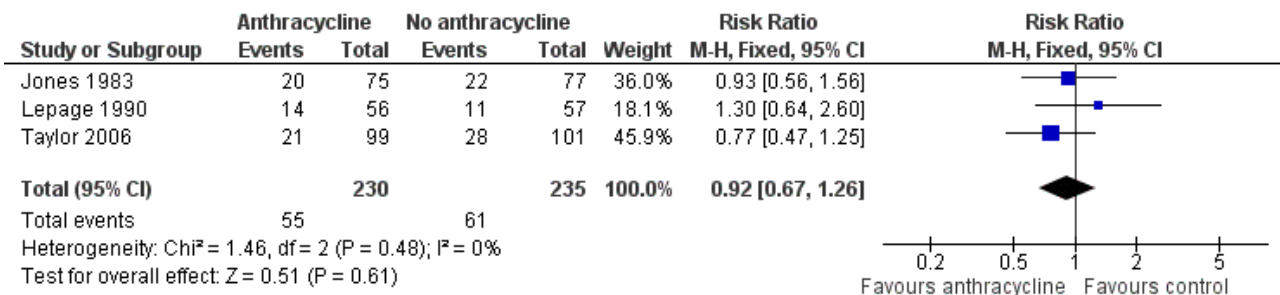 Anthracycline No anthracycline Risk Ratio Risk Ratio
Study or Subgroup Events Total Events Total Weight M-H, Fixed, 95% CI M-H, Fixed, 95% CI
Jones 1983 20 75 22 77 36.0% 0.93 [0.56, 1.56]
Lepage 1990 14 56 11 57 18.1% 1.30 [0.64, 2.60]
Taylor 2006 21 99 28 101 45.9% 0.77 [0.47, 1.25]
Total (95% CI) 230 235 100.0% 0.92 [0.67, 1.26]
Total events 55 61
Heterogeneity: Chi² = 1.46, df = 2 (P = 0.48); I² = 0%
Test for overall effect: Z = 0.51 (P = 0.61)
0.2 0.5 1 2 5
Favours anthracycline Favours control